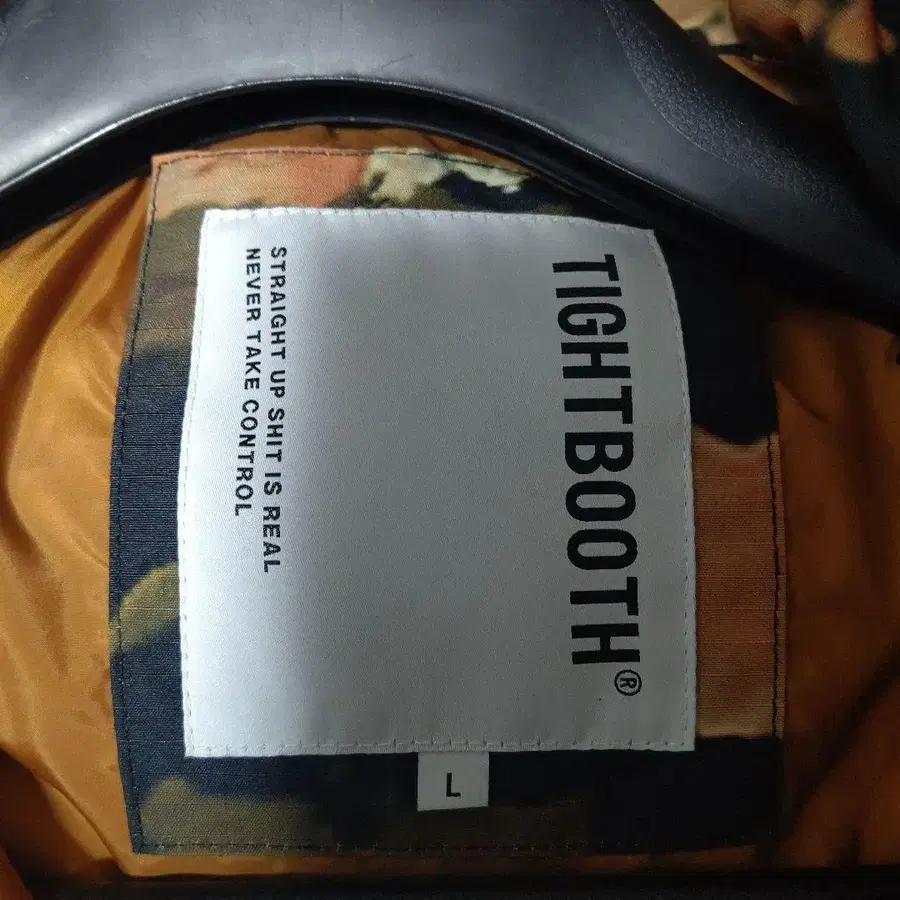 TIGHTBOOTH®
STRAIGHT UP SHIT IS REAL
NEVER TAKE CONTROL
L